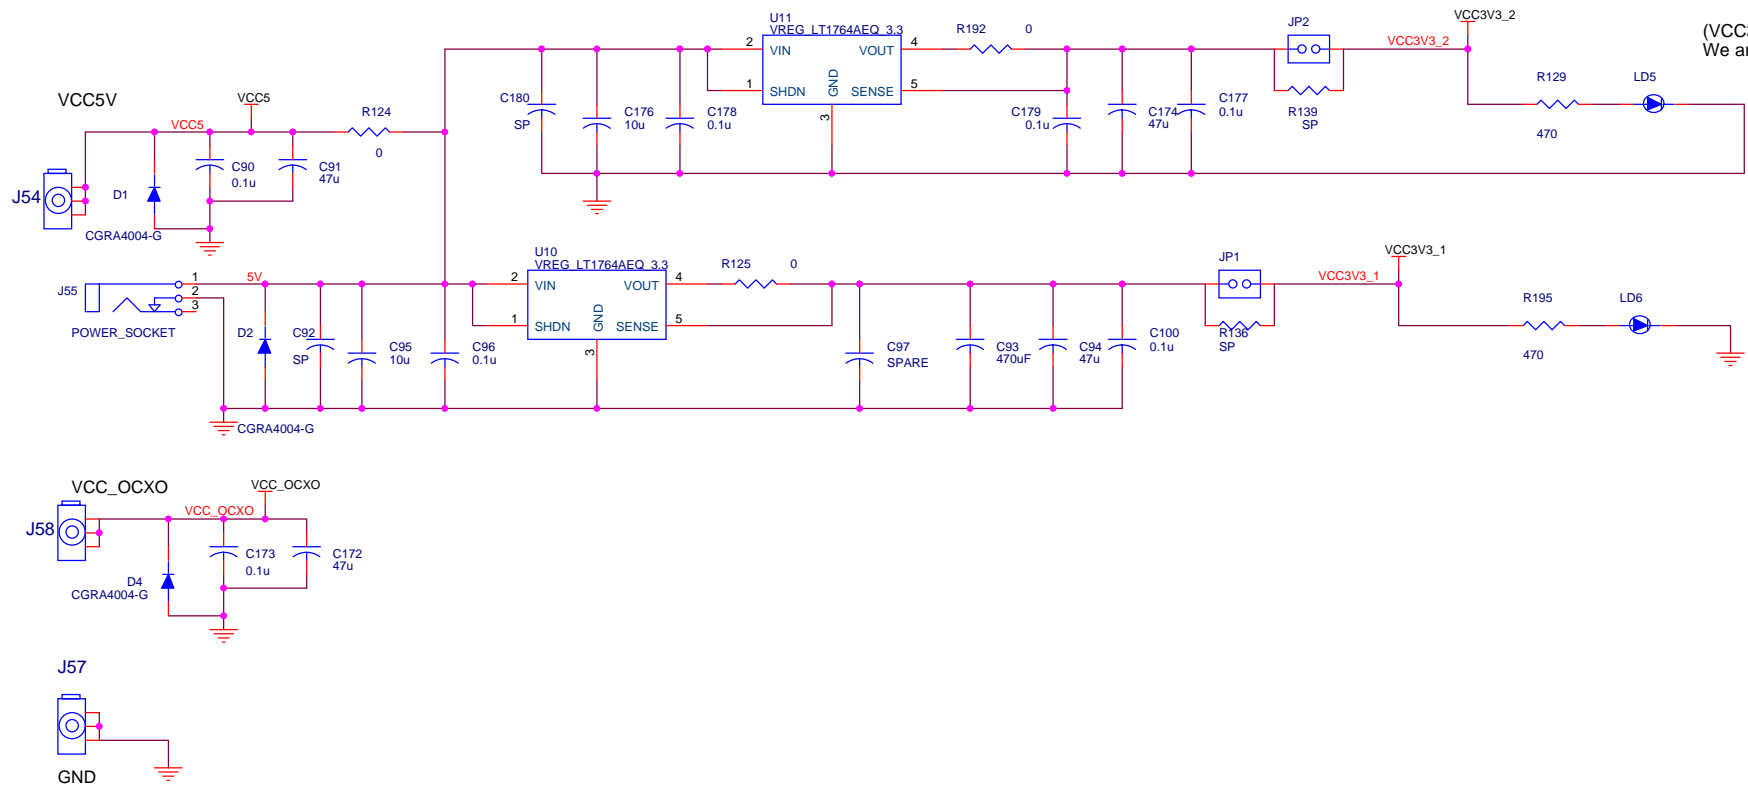 U11
VREG_LT1764AEQ_3.3
2 VIN VOUT 4
1 SHDN GND SENSE 5
3
R192 0
JP2
VCC3V3_2
VCC3V3_2
(VCC3
We ar
R139
SP
R129
470
LD5
C180
SP
C176
10u
C178
0.1u
C179
0.1u
C174
47u
C177
0.1u
VCC5V
VCC5
VCC5
R124
0
J54
D1
CGRA4004-G
C90
0.1u
C91
47u
J55
POWER_SOCKET
1
2
3
5V
D2
CGRA4004-G
C92
SP
C95
10u
C96
0.1u
U10
VREG_LT1764AEQ_3.3
2 VIN VOUT 4
1 SHDN GND SENSE 5
3
R125 0
C97
SPARE
C93
470uF
C94
47u
C100
0.1u
JP1
R136
SP
VCC3V3_1
VCC3V3_1
R195
470
LD6
VCC_OCXO
VCC_OCXO
VCC_OCXO
J58
D4
CGRA4004-G
C173
0.1u
C172
47u
J57
GND